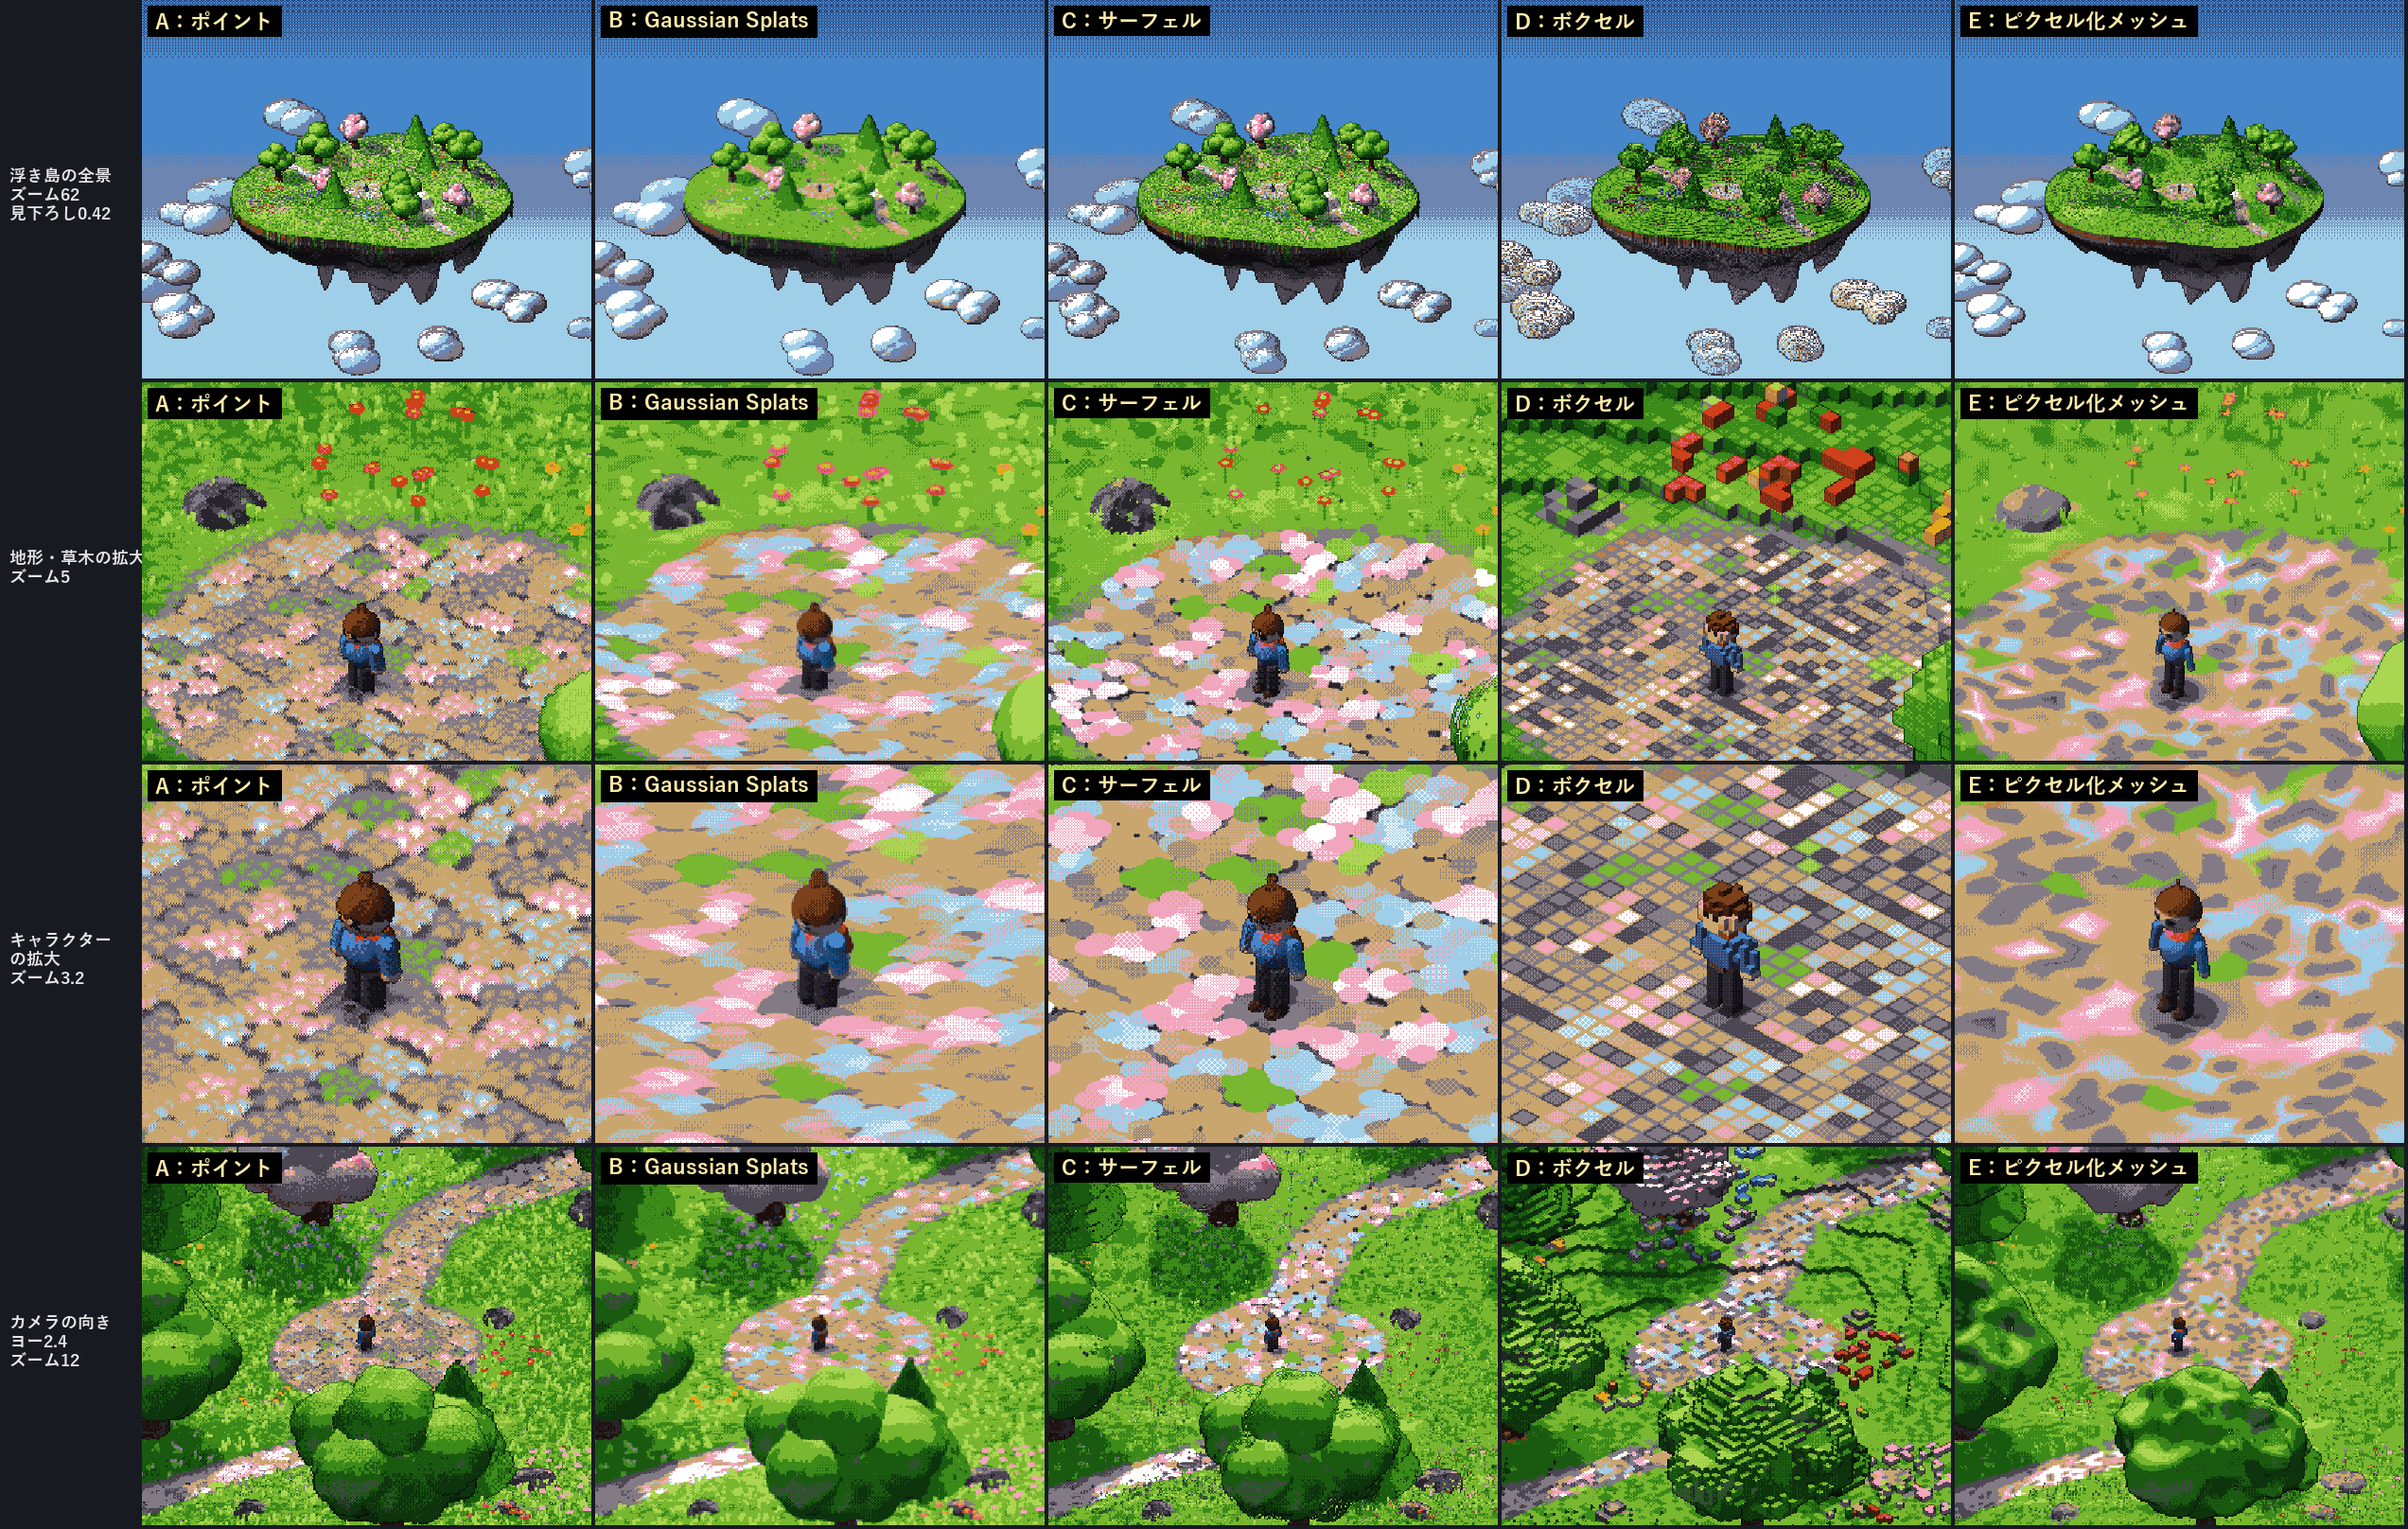 A：ポイント
B：Gaussian Splats
C：サーフェル
D：ボクセル
E：ピクセル化メッシュ
浮き島の全景
ズーム62
見下ろし0.42
A：ポイント
B：Gaussian Splats
C：サーフェル
D：ボクセル
E：ピクセル化メッシュ
地形・草木の拡大
ズーム5
A：ポイント
B：Gaussian Splats
C：サーフェル
D：ボクセル
E：ピクセル化メッシュ
キャラクター
の拡大
ズーム3.2
A：ポイント
B：Gaussian Splats
C：サーフェル
D：ボクセル
E：ピクセル化メッシュ
カメラの向き
ヨー2.4
ズーム12